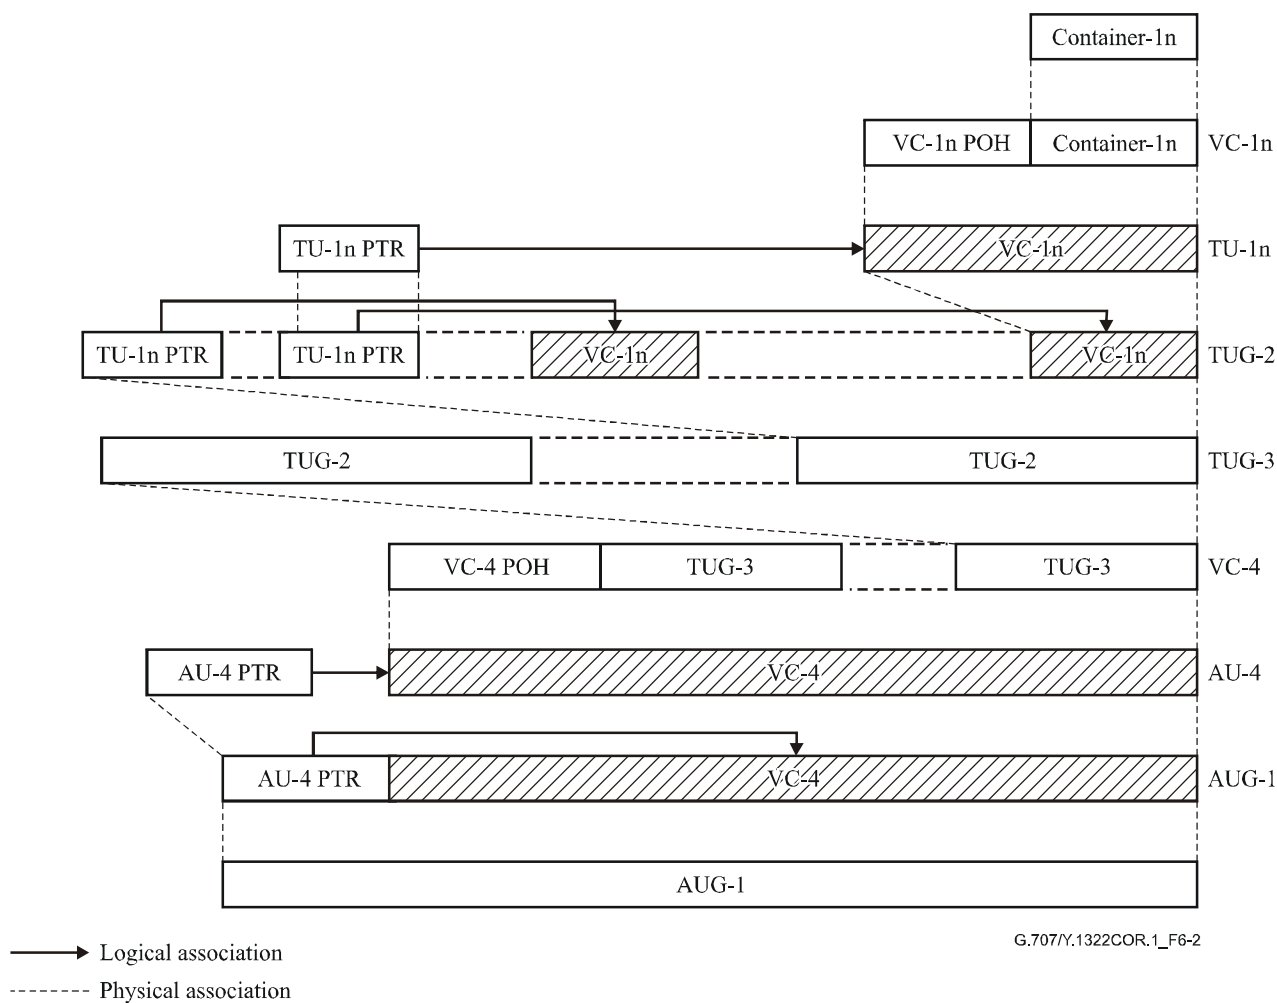 Container-1n
VC-1n POH Container-1n VC-1n
TU-1n PTR VC-1n TU-1n
TU-1n PTR TU-1n PTR VC-1n VC-1n TUG-2
TUG-2 TUG-2 TUG-3
VC-4 POH TUG-3 TUG-3 VC-4
AU-4 PTR VC-4 AU-4
AU-4 PTR VC-4 AUG-1
AUG-1
G.707/Y.1322COR.1_F6-2
Logical association
Physical association